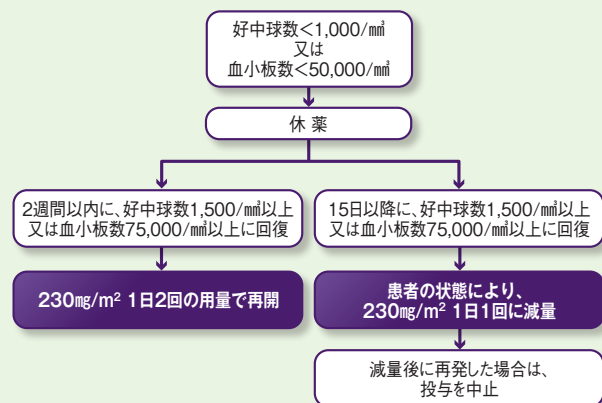 好中球数<1,000/㎣
又は
血小板数<50,000/㎣
休 薬
2週間以内に、好中球数1,500/㎣以上
又は血小板数75,000/㎣以上に回復
15日以降に、好中球数1,500/㎣以上
又は血小板数75,000/㎣以上に回復
230㎎/m² 1日2回の用量で再開
患者の状態により、
230㎎/m² 1日1回に減量
減量後に再発した場合は、
投与を中止